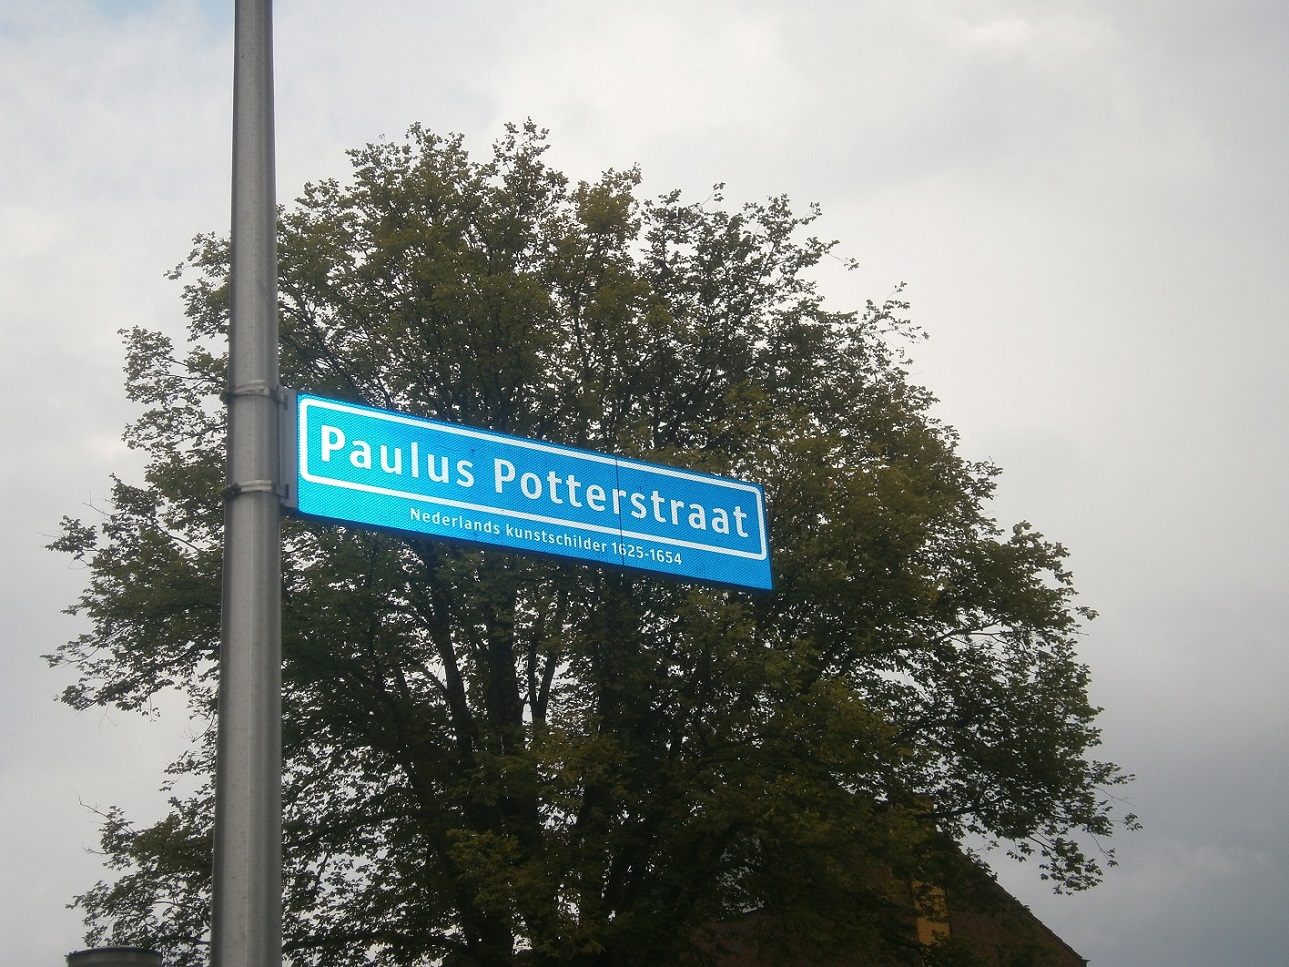 Paulus Potterstraat
Nederlands kunstschilder 1625-1654